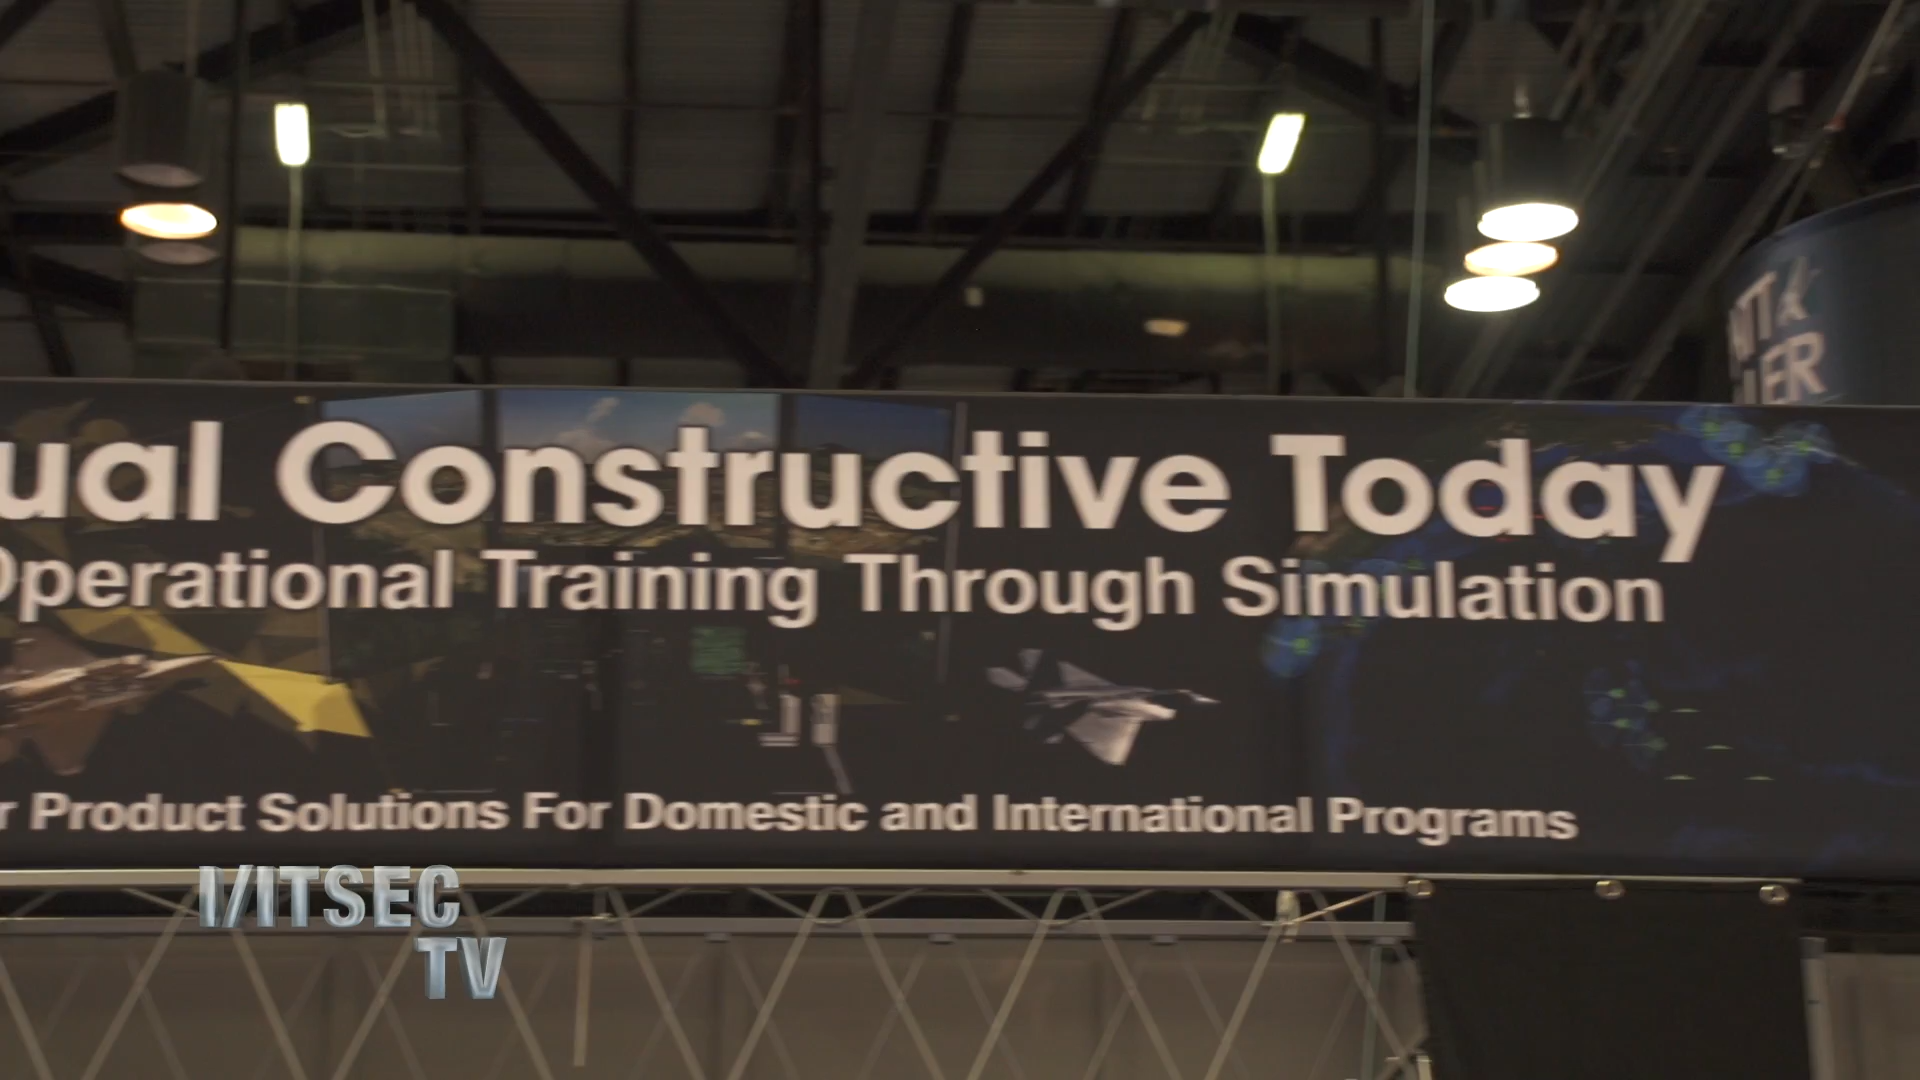 ual Constructive Today
Operational Training Through Simulation
r Product Solutions For Domestic and International Programs
I/ITSEC
TV